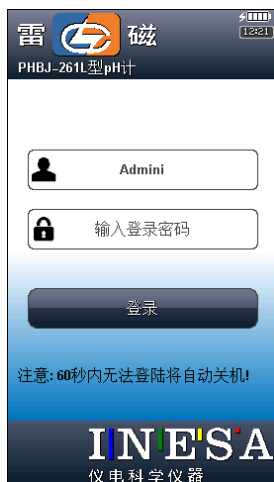 雷 磁
12:21
PHBJ-261L型pH计
Admini
输入登录密码
登录
注意: 60秒内无法登陆将自动关机!
INESA
仪电科学仪器